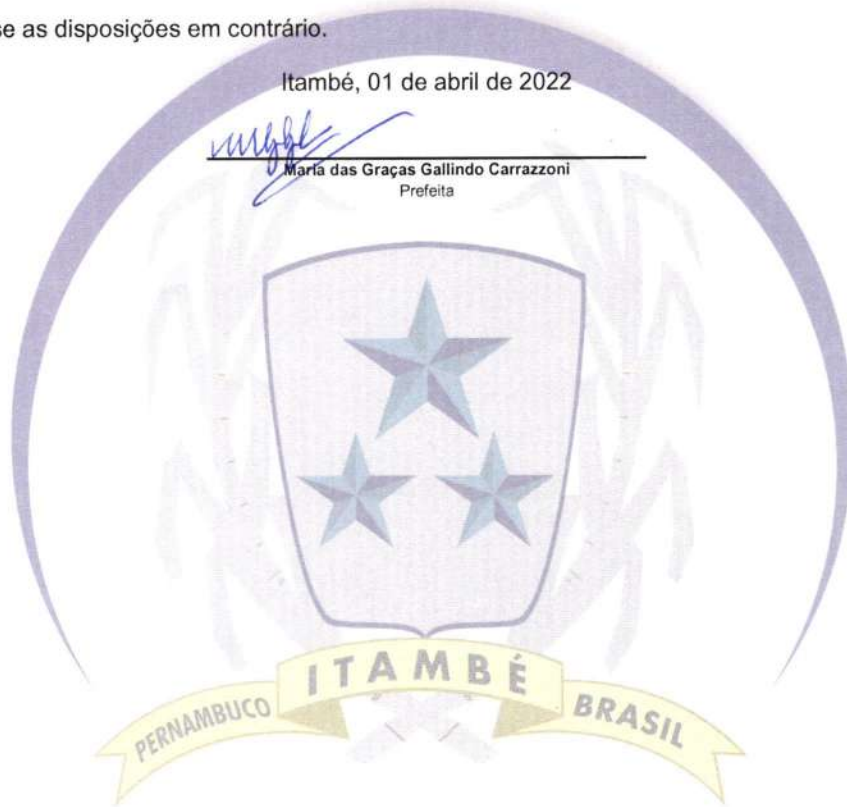 se as disposições em contrário.
Itambé, 01 de abril de 2022
Maria das Graças Gallindo Carrazzoni
Prefeita
ITAMBÉ
PERNAMBUCO
BRASIL